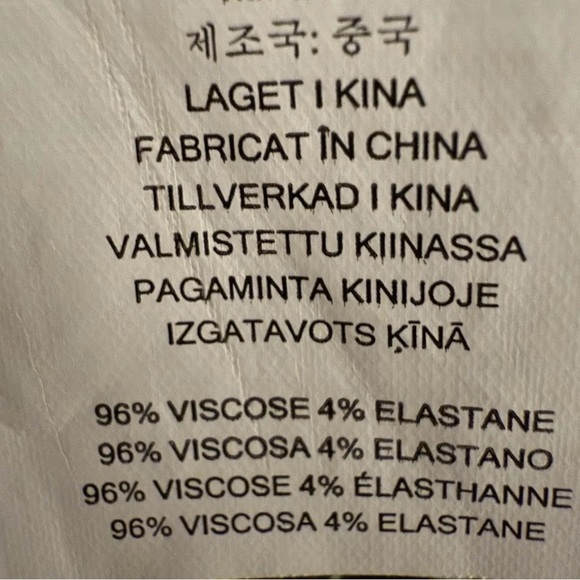 제조국: 중국
LAGET I KINA
FABRICAT ÎN CHINA
TILLVERKAD I KINA
VALMISTETTU KIINASSA
PAGAMINTA KINIJOJE
IZGATAVOTS ĶĪNĀ
96% VISCOSE 4% ELASTANE
96% VISCOSA 4% ELASTANO
96% VISCOSE 4% ÉLASTHANNE
96% VISCOSA 4% ELASTANE